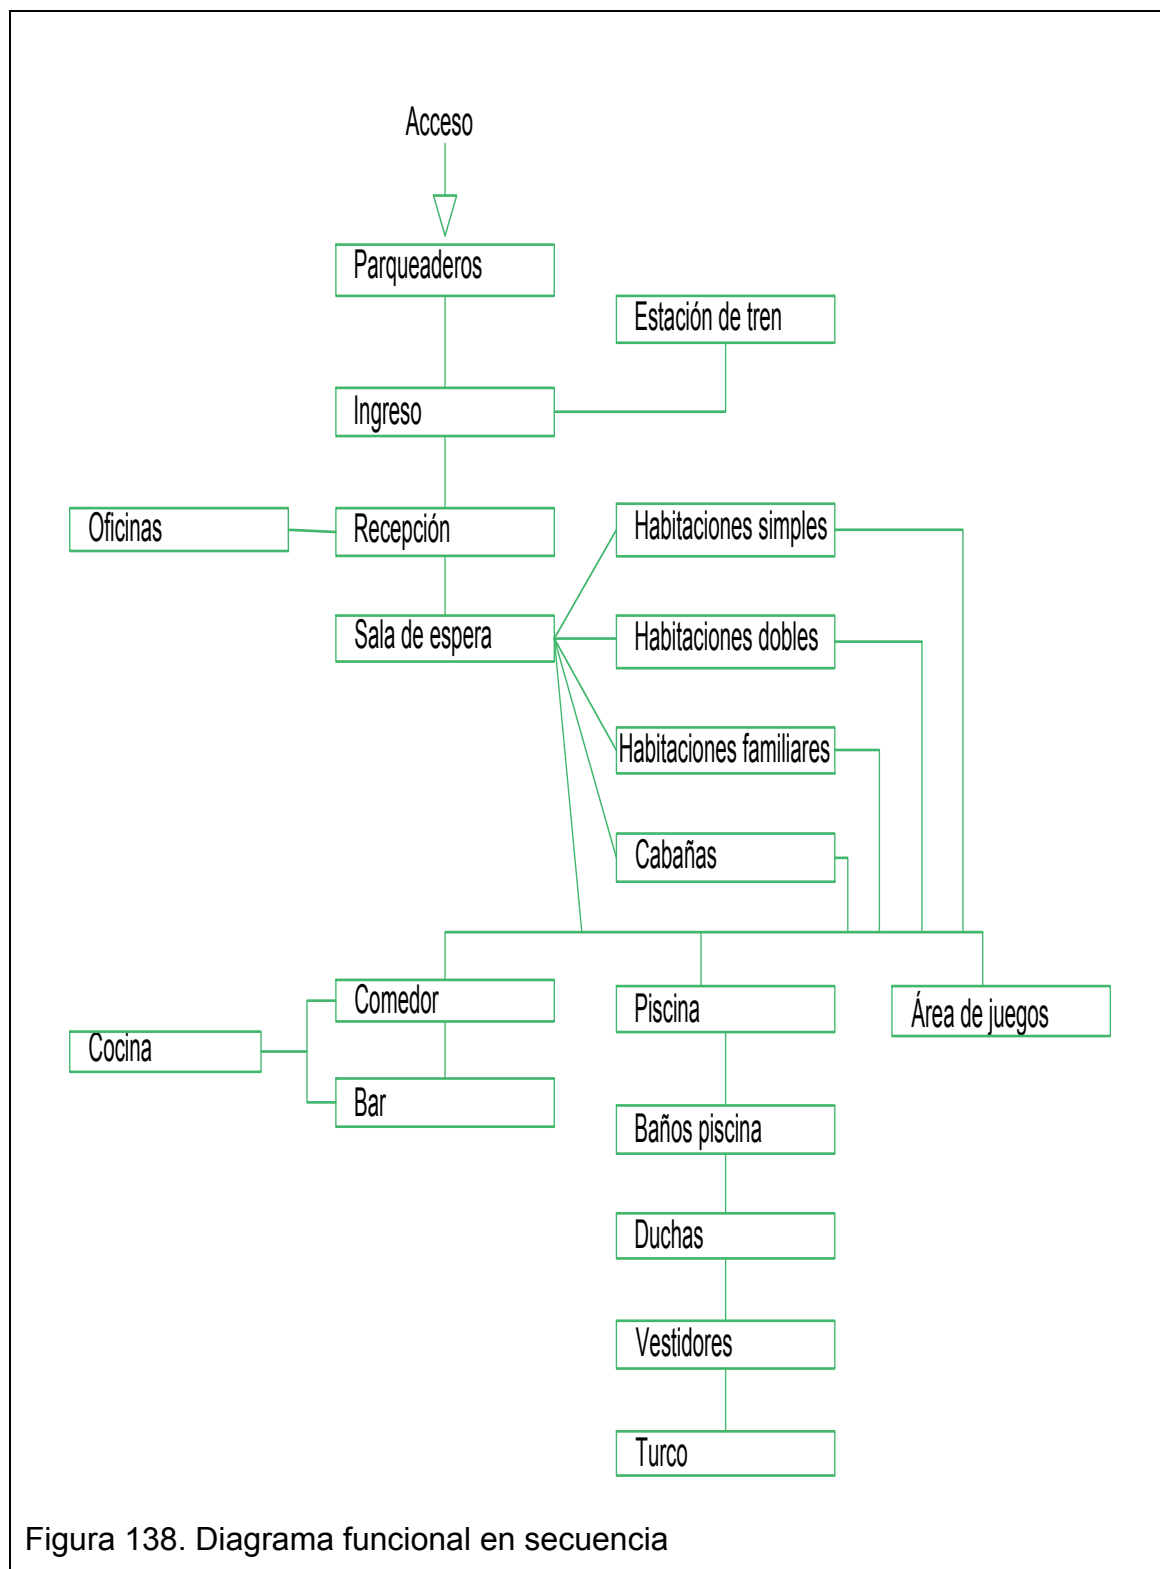 Acceso
Parqueaderos
Estación de tren
Ingreso
Oficinas
Recepción
Habitaciones simples
Sala de espera
Habitaciones dobles
Habitaciones familiares
Cabañas
Comedor
Piscina
Área de juegos
Cocina
Bar
Baños piscina
Duchas
Vestidores
Turco
Figura 138. Diagrama funcional en secuencia